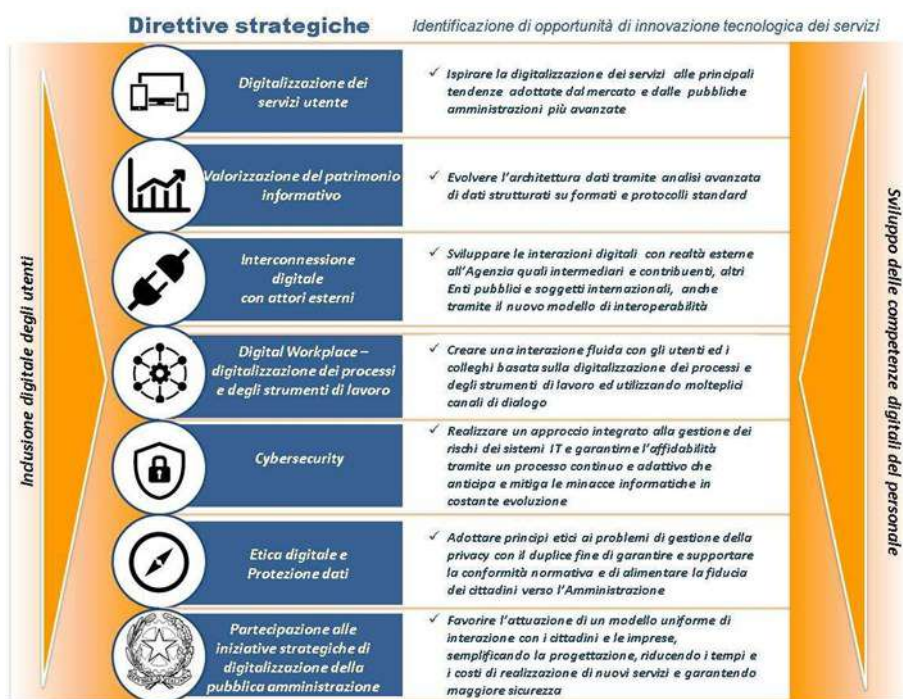 Direttive strategiche
Identificazione di opportunità di innovazione tecnologica dei servizi
Inclusione digitale degli utenti
Digitalizzazione dei
servizi utente
✓ Ispirare la digitalizzazione dei servizi alle principali
tendenze adottate dal mercato e dalle pubbliche
amministrazioni più avanzate
Valorizzazione del patrimonio
informativo
✓ Evolvere l'architettura dati tramite analisi avanzata
di dati strutturati su formati e protocolli standard
Interconnessione
digitale
con attori esterni
✓ Sviluppare le interazioni digitali con realtà esterne
all'Agenzia quali intermediari e contribuenti, altri
Enti pubblici e soggetti internazionali, anche
tramite il nuovo modello di interoperabilità
Digital Workplace –
digitalizzazione dei processi
e degli strumenti di lavoro
✓ Creare una interazione fluida con gli utenti ed i
colleghi basata sulla digitalizzazione dei processi e
degli strumenti di lavoro ed utilizzando molteplici
canali di dialogo
Cybersecurity
✓ Realizzare un approccio integrato alla gestione dei
rischi dei sistemi IT e garantirne l'affidabilità
tramite un processo continuo e adattivo che
anticipa e mitiga le minacce informatiche in
costante evoluzione
Etica digitale e
Protezione dati
✓ Adottare principi etici ai problemi di gestione della
privacy con il duplice fine di garantire e supportare
la conformità normativa e di alimentare la fiducia
dei cittadini verso l'Amministrazione
Partecipazione alle
iniziative strategiche di
digitalizzazione della
pubblica amministrazione
✓ Favorire l'attuazione di un modello uniforme di
interazione con i cittadini e le imprese,
semplificando la progettazione, riducendo i tempi e
i costi di realizzazione di nuovi servizi e garantendo
maggiore sicurezza
Sviluppo delle competenze digitali del personale